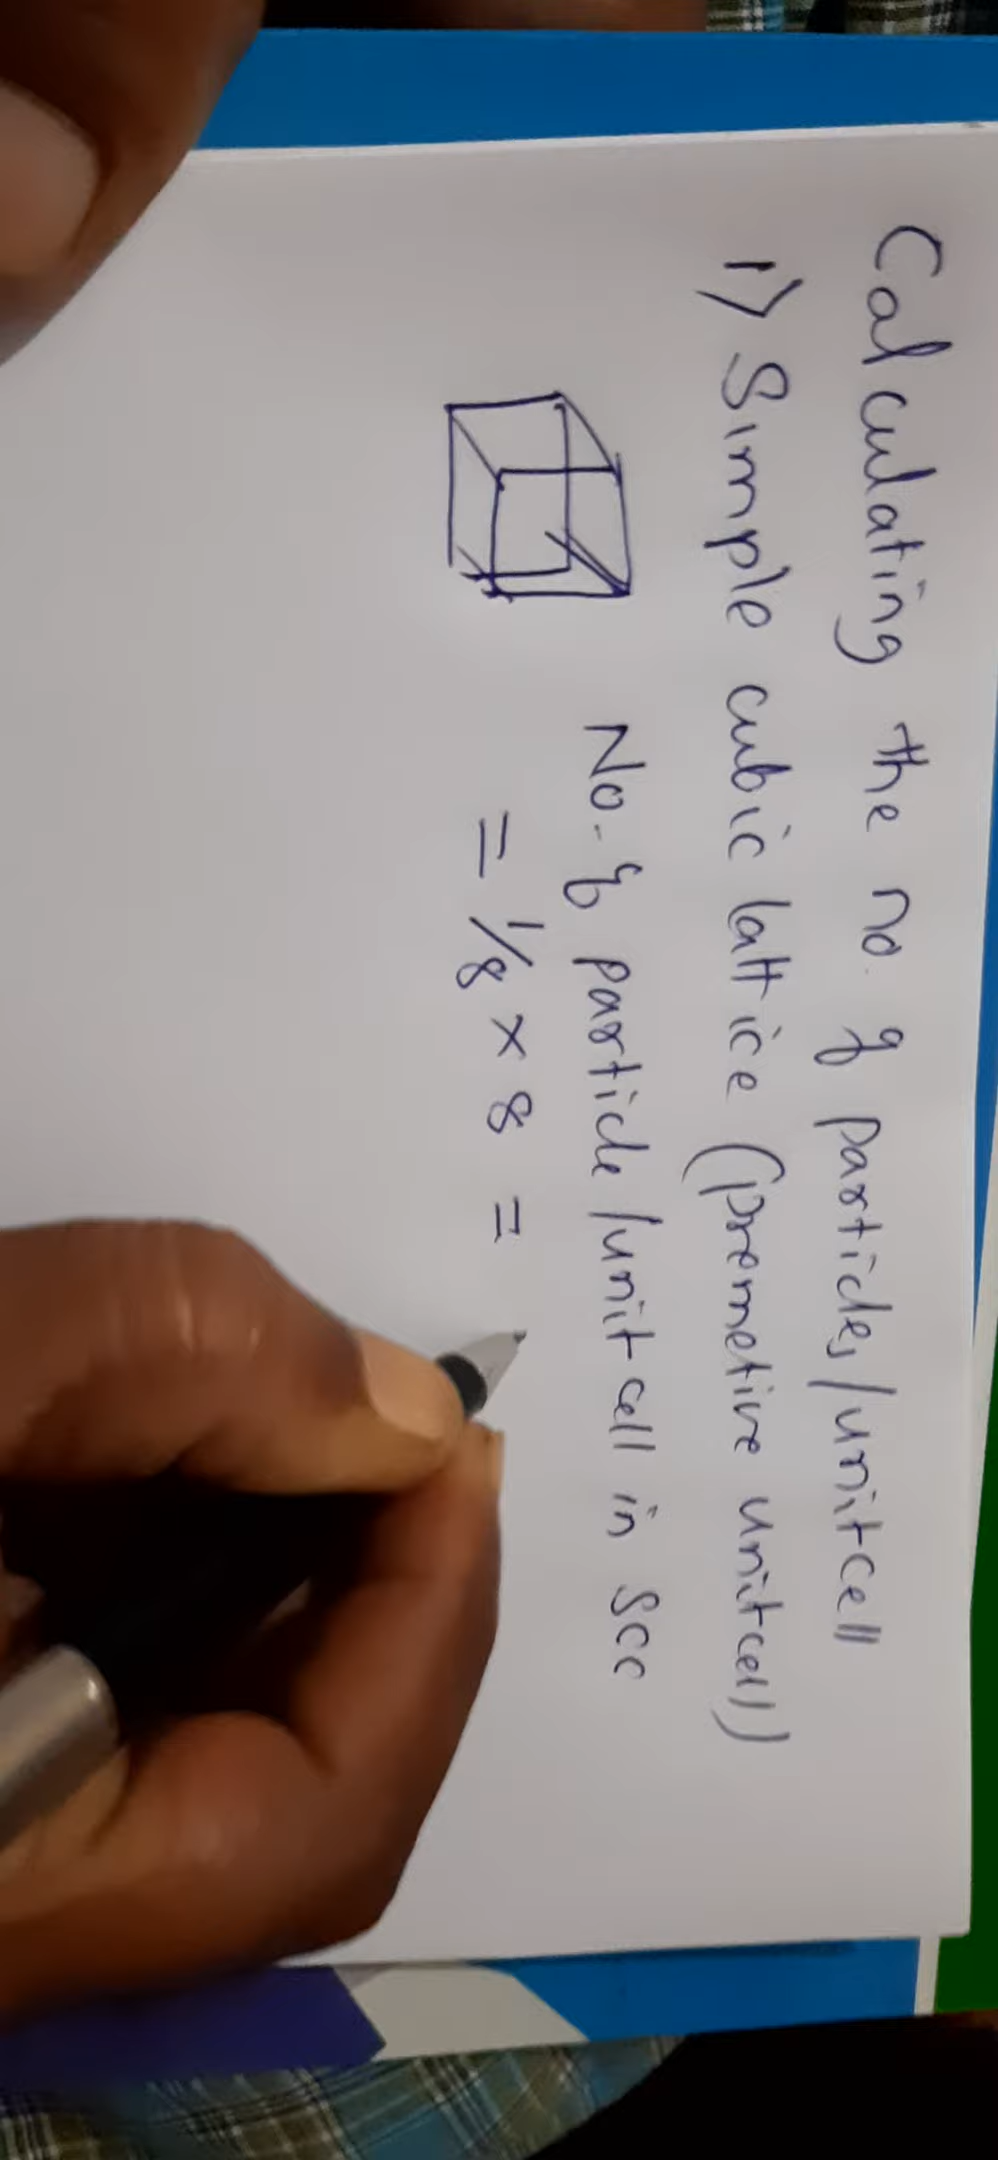 Calculating the no. of particles/unitcell
1) Simple cubic lattice (premetive unitcell)
No. of particle/unit cell in Scc
= 1/8 × 8 =